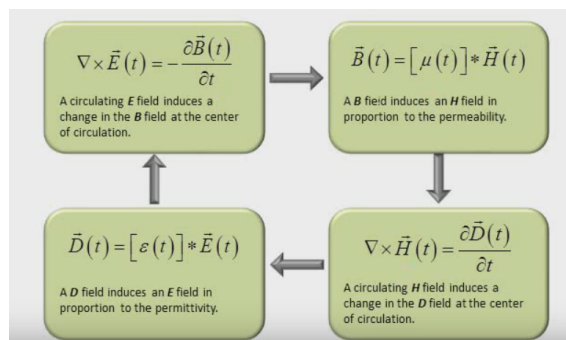 ∇×E⃗(t)=−∂B⃗(t)/∂t
A circulating E field induces a
change in the B field at the center
of circulation.
B⃗(t)=[μ(t)]*H⃗(t)
A B field induces an H field in
proportion to the permeability.
D⃗(t)=[ε(t)]*E⃗(t)
A D field induces an E field in
proportion to the permittivity.
∇×H⃗(t)=∂D⃗(t)/∂t
A circulating H field induces a
change in the D field at the center
of circulation.